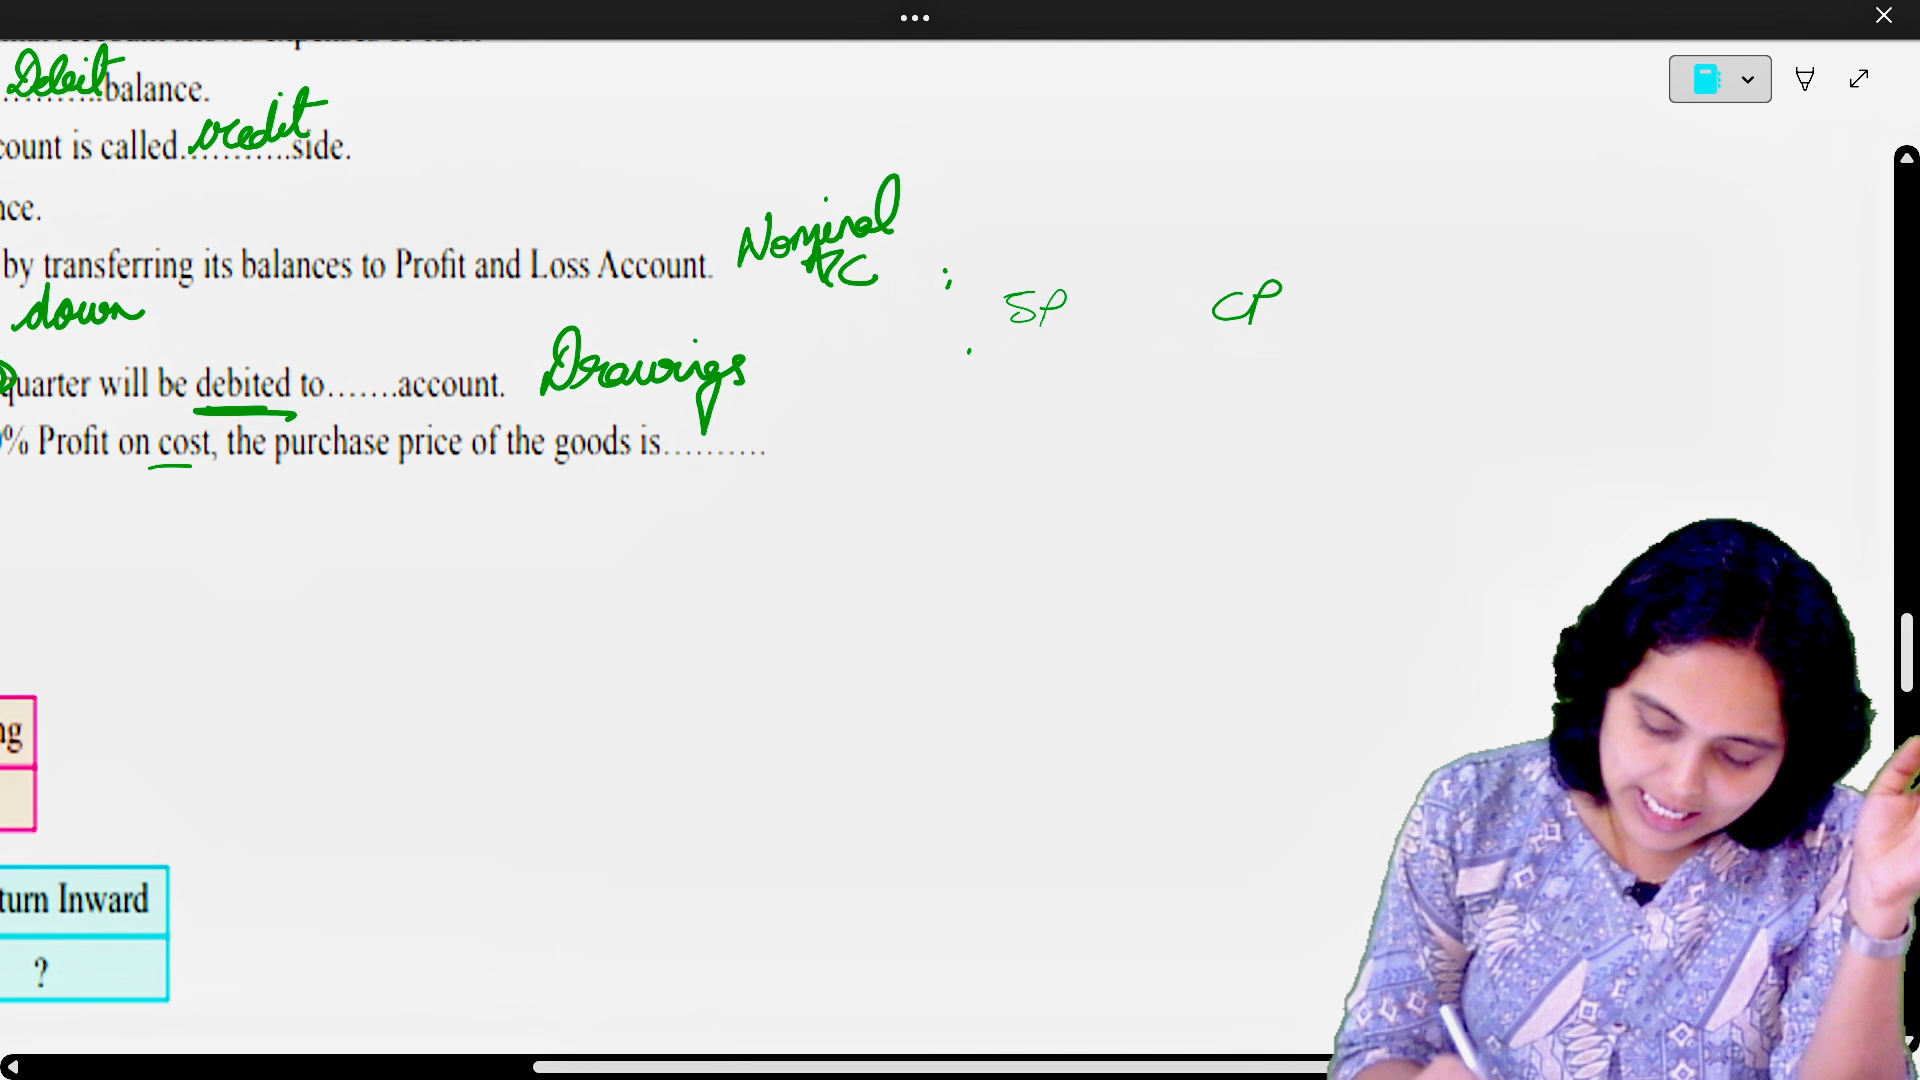 Debit
...........balance.
count is called...........side.
credit
nce.
by transferring its balances to Profit and Loss Account.
Nominal
A/C
down
SP CP
quarter will be debited to.......account.
Drawings
% Profit on cost, the purchase price of the goods is..........
ng
turn Inward
?